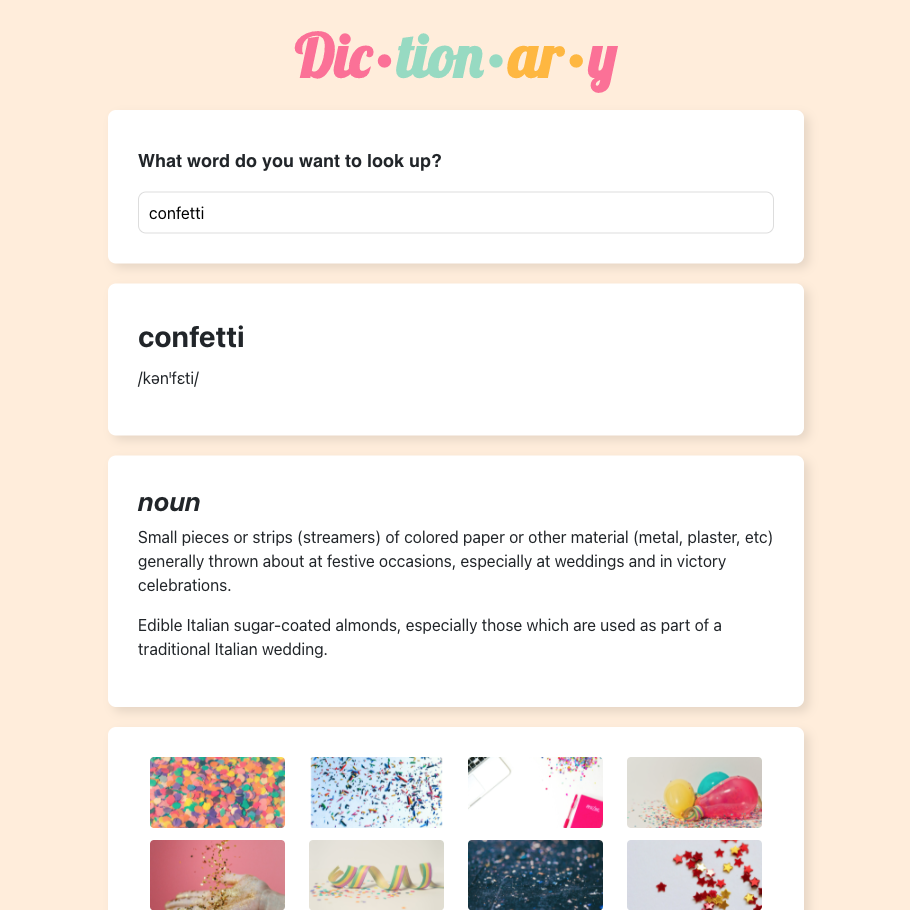 Dic•tion•ar•y
What word do you want to look up?
confetti
confetti
/kənˈfɛti/
noun
Small pieces or strips (streamers) of colored paper or other material (metal, plaster, etc)
generally thrown about at festive occasions, especially at weddings and in victory
celebrations.
Edible Italian sugar-coated almonds, especially those which are used as part of a
traditional Italian wedding.